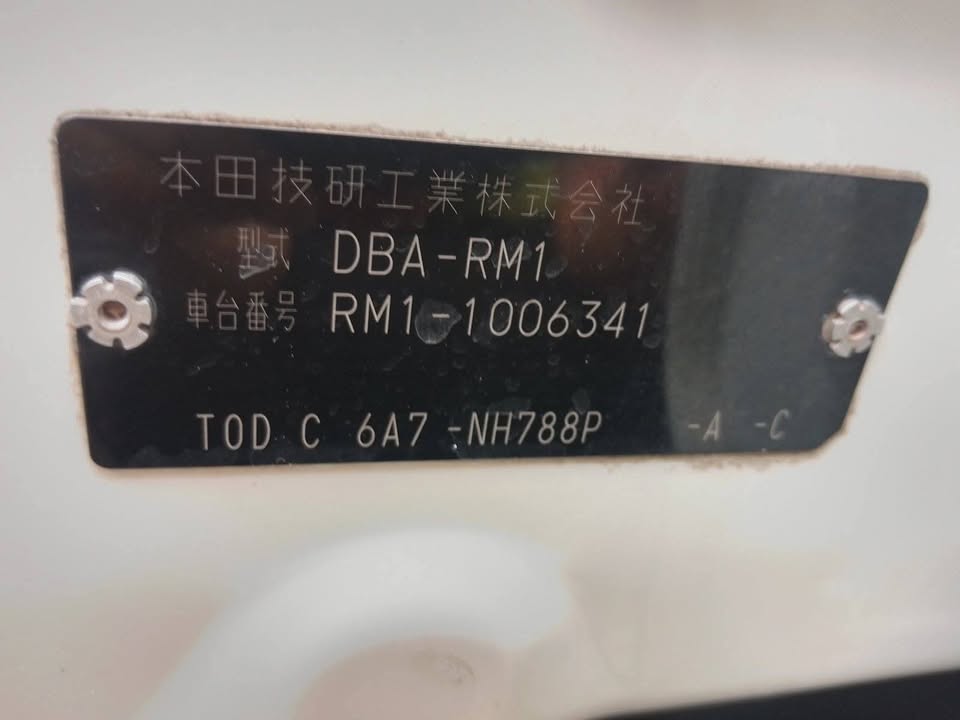 本田技研工業株式会社
型式 DBA-RM1
車台番号 RM1-1006341
TOD C 6A7 -NH788P -A -C